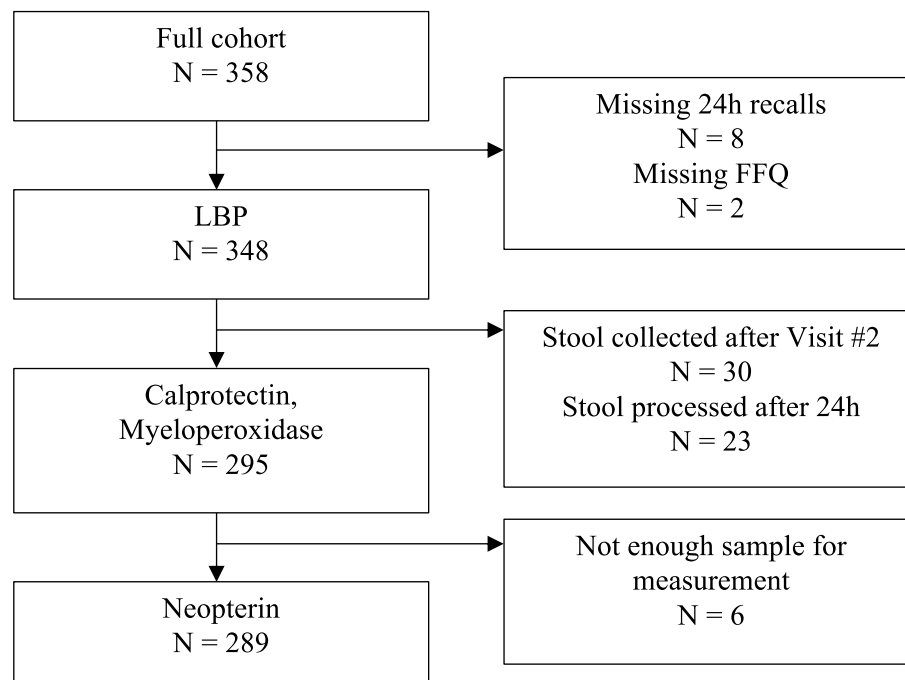 Full cohort
N = 358
Missing 24h recalls
N = 8
Missing FFQ
N = 2
LBP
N = 348
Stool collected after Visit #2
N = 30
Stool processed after 24h
N = 23
Calprotectin,
Myeloperoxidase
N = 295
Not enough sample for
measurement
N = 6
Neopterin
N = 289